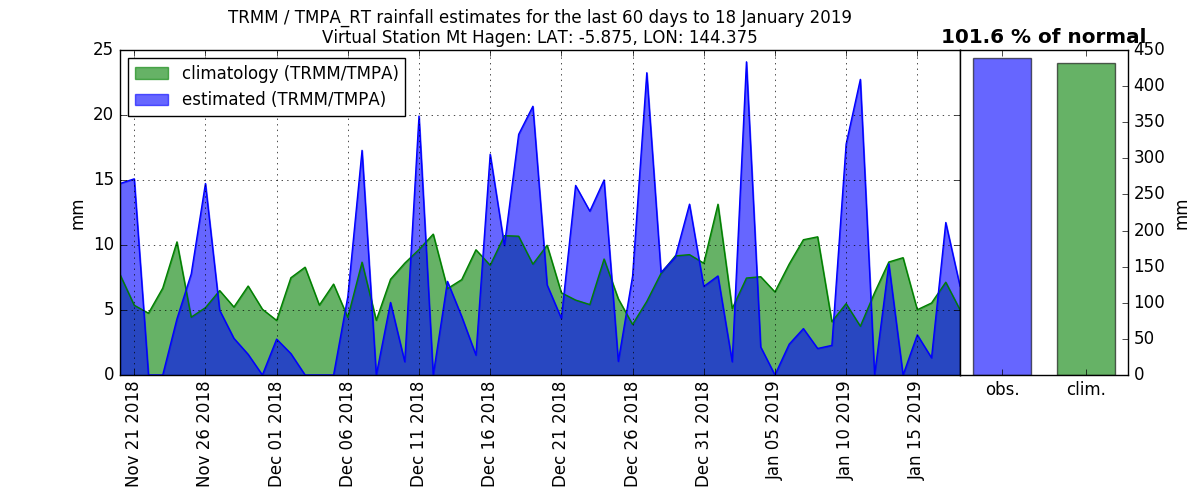 TRMM / TMPA_RT rainfall estimates for the last 60 days to 18 January 2019
Virtual Station Mt Hagen: LAT: -5.875, LON: 144.375
101.6 % of normal
climatology (TRMM/TMPA)
estimated (TRMM/TMPA)
25
20
15
10
5
0
mm
450
400
350
300
250
200
150
100
50
0
mm
obs.
clim.
Nov 21 2018
Nov 26 2018
Dec 01 2018
Dec 06 2018
Dec 11 2018
Dec 16 2018
Dec 21 2018
Dec 26 2018
Dec 31 2018
Jan 05 2019
Jan 10 2019
Jan 15 2019